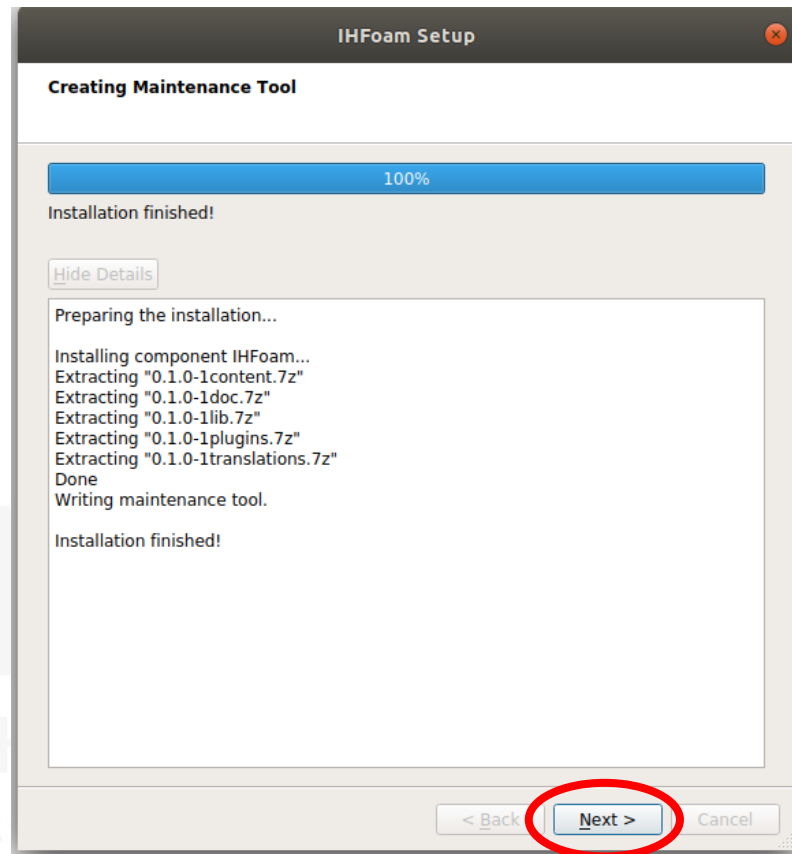 IHFoam Setup
Creating Maintenance Tool
100%
Installation finished!
Hide Details
Preparing the installation...
Installing component IHFoam...
Extracting "0.1.0-1content.7z"
Extracting "0.1.0-1doc.7z"
Extracting "0.1.0-1lib.7z"
Extracting "0.1.0-1plugins.7z"
Extracting "0.1.0-1translations.7z"
Done
Writing maintenance tool.
Installation finished!
< Back Next > Cancel